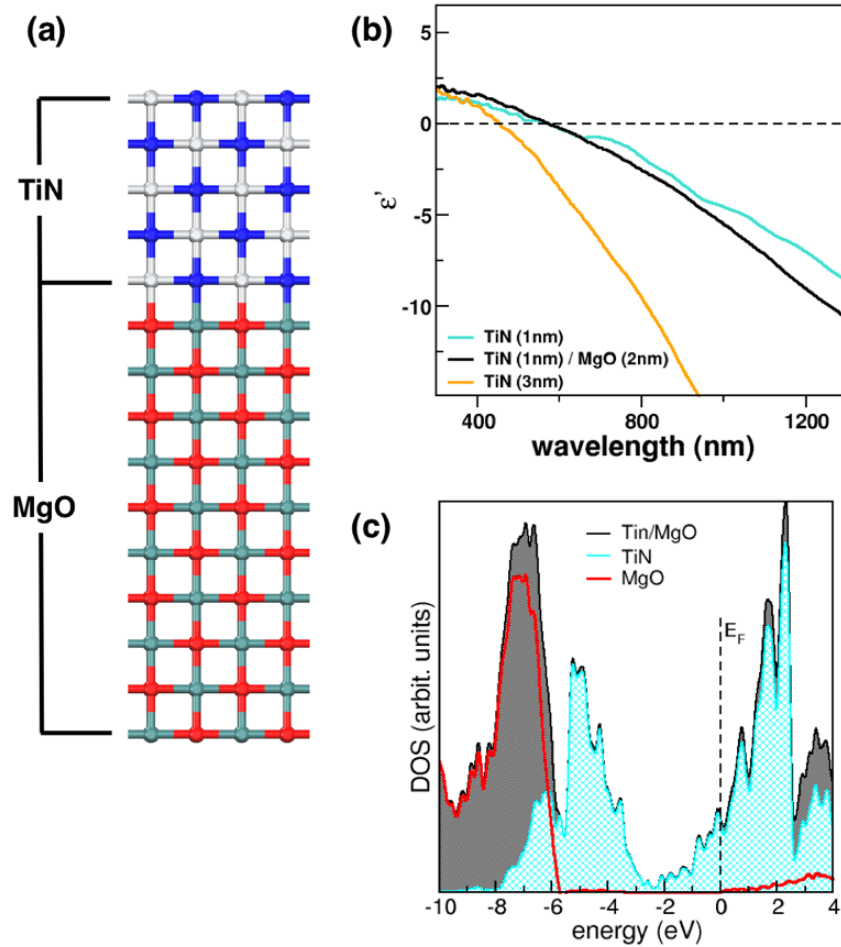 (a)
TiN
MgO
(b)
5
0
-5
-10
ε'
TiN (1nm)
TiN (1nm) / MgO (2nm)
TiN (3nm)
400
800
1200
wavelength (nm)
(c)
Tin/MgO
TiN
MgO
E_F
DOS (arbit. units)
-10
-8
-6
-4
-2
0
2
4
energy (eV)